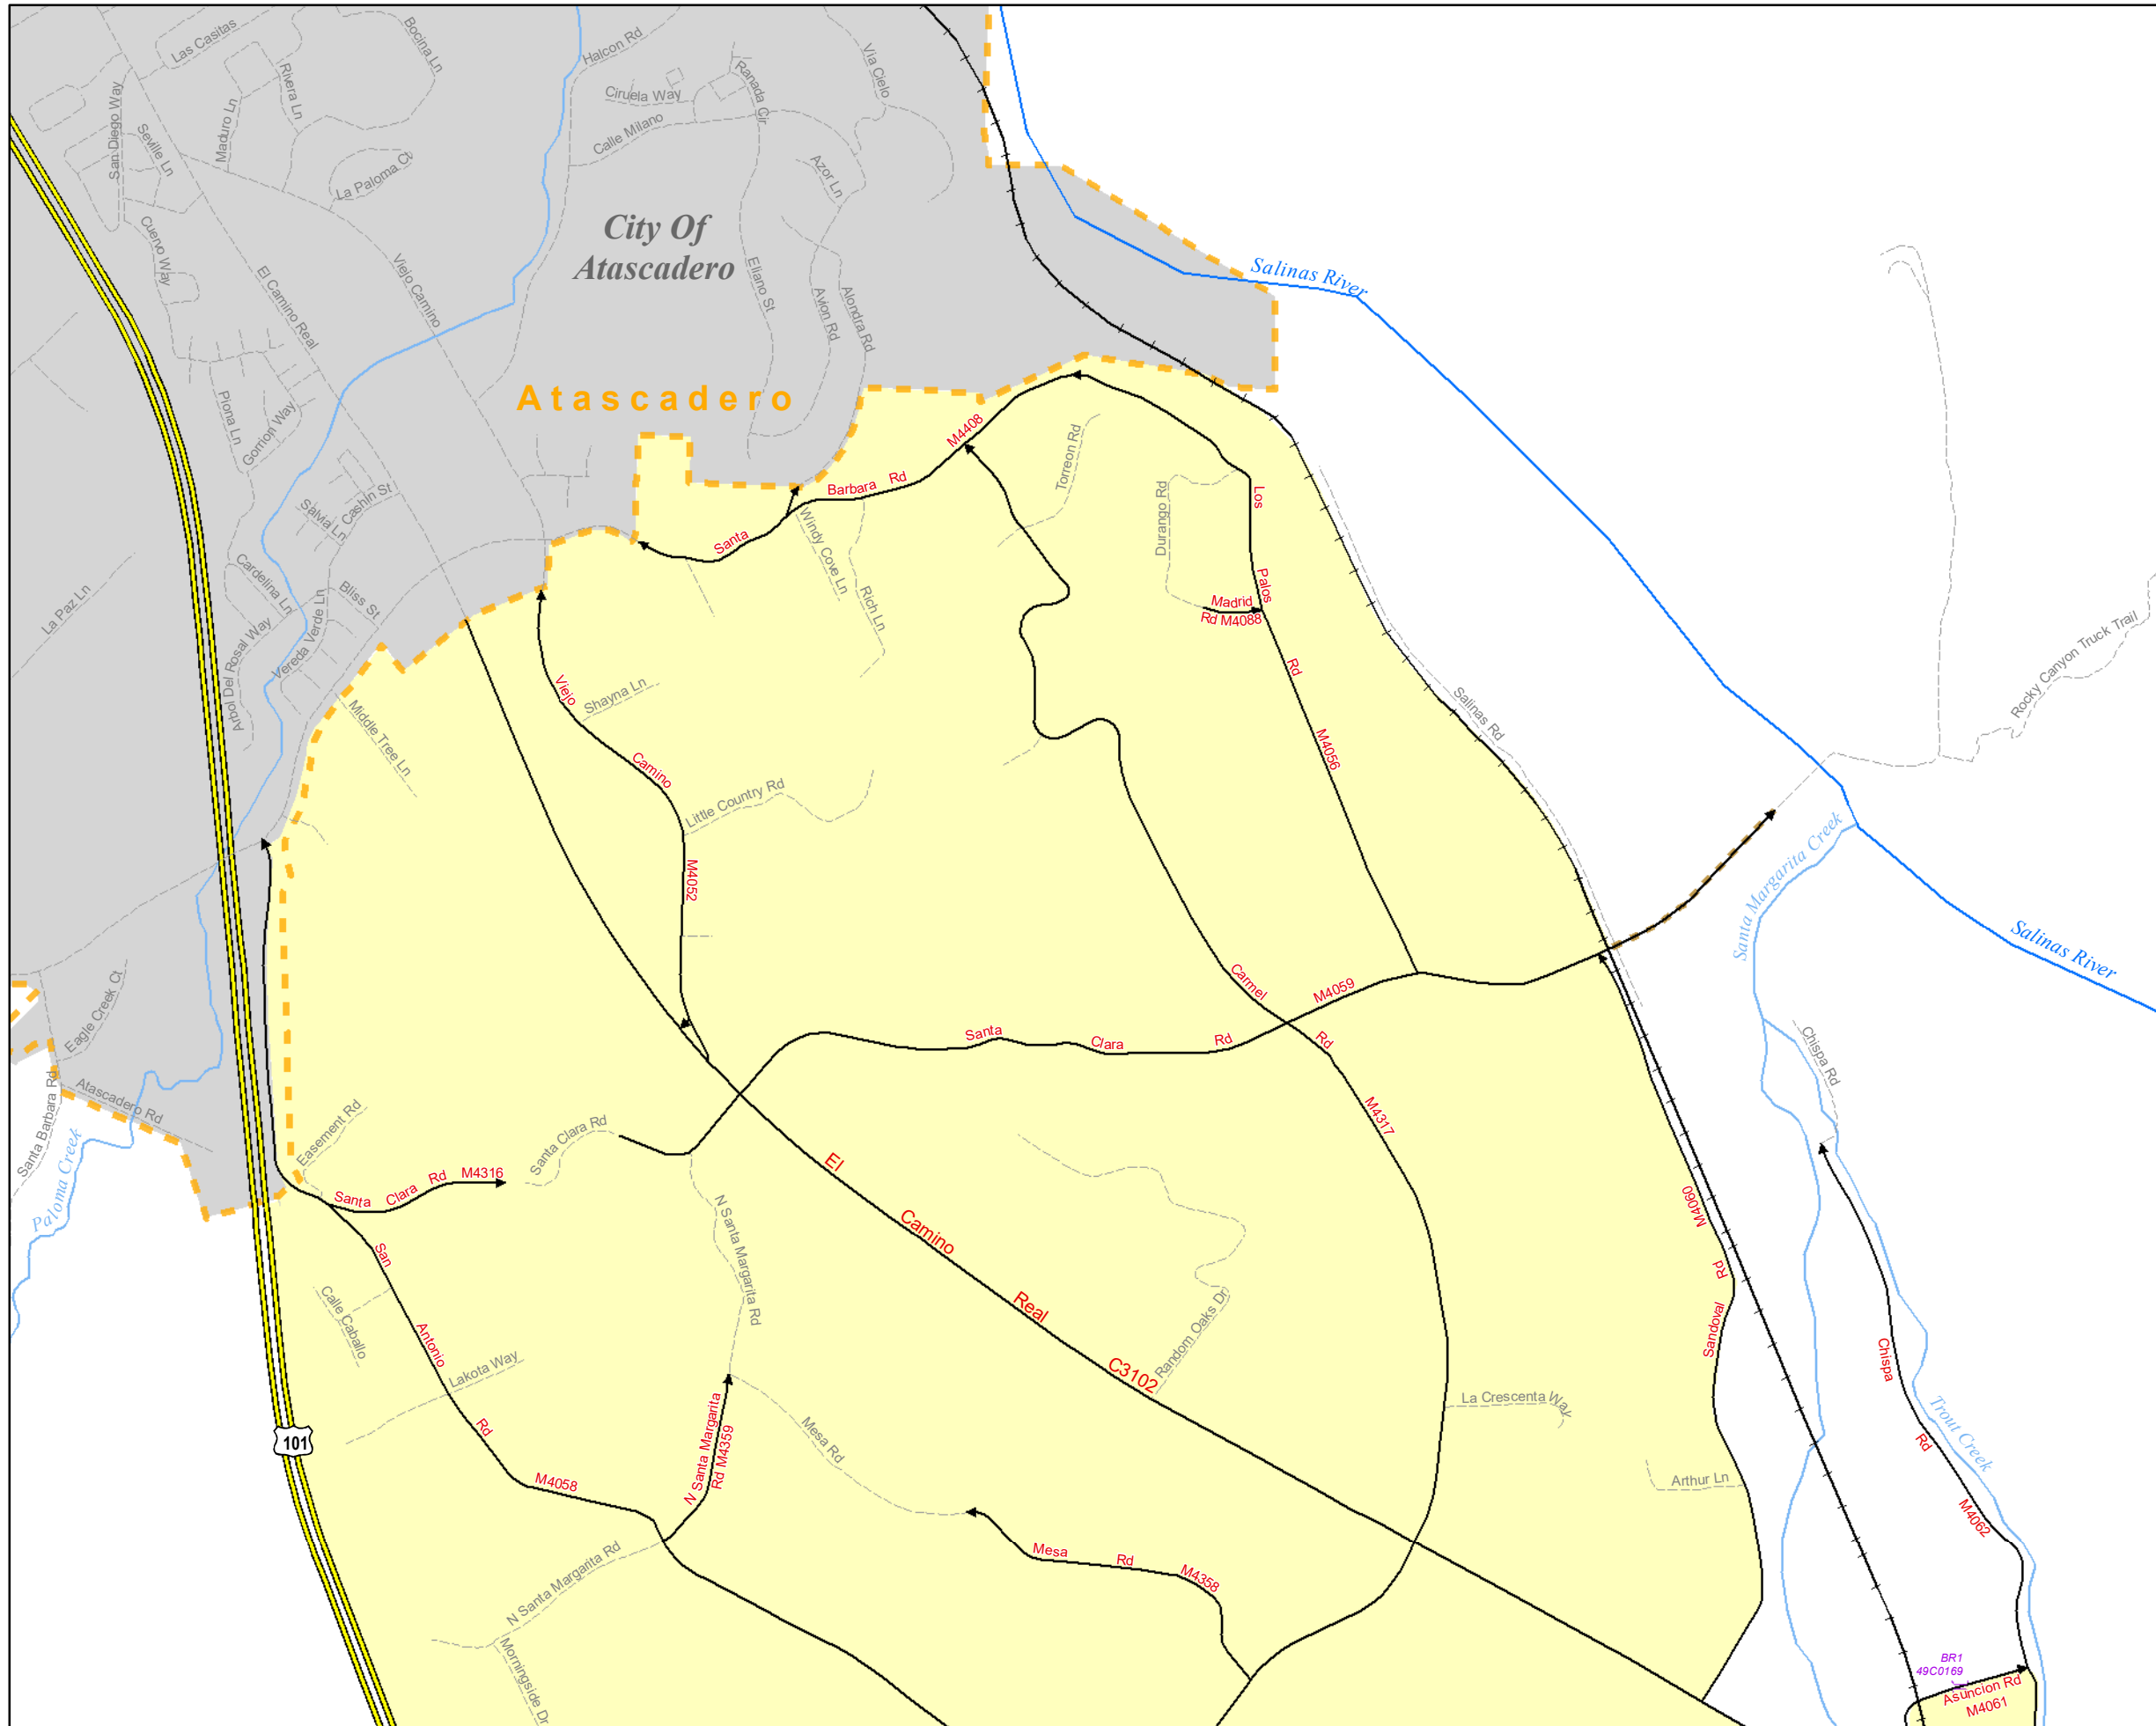 Las Casitas
Bocina Ln
Halcon Rd
Via Cielo
Rivera Ln
Ranada Cir
San Diego Way
Maduro Ln
Ciruela Way
Seville Ln
Calle Milano
La Paloma Ct
Azor Ln
City Of
Atascadero
Cuervo Way
El Camino Real
Viejo Camino
Eliano St
Avion Rd
Alondra Rd
Salinas River
Atascadero
Piona Ln
Gorrion Way
M4408
Torreon Rd
Barbara Rd
Santa
Salvia Ln
Cashin St
Windy Cove Ln
Rich Ln
Durango Rd
Los
Palos
Rd
M4056
Madrid
Rd M4088
La Paz Ln
Cardelina Ln
Bliss St
Vereda Verde Ln
Arbol Del Rosal Way
Middle Tree Ln
Viejo
Shayna Ln
Camino
Little Country Rd
M4052
Salinas Rd
Rocky Canyon Truck Trail
Santa Margarita Creek
Salinas River
Carmel
Rd
M4317
M4059
Santa
Clara
Rd
Eagle Creek Ct
Santa Barbara Rd
Atascadero Rd
Paloma Creek
Easement Rd
Santa Clara Rd M4316
Santa Clara Rd
N Santa Margarita Rd
Chispa Rd
El
Camino
Real
C3102
M4060
Rd
Sandoval
San
Antonio
Rd
M4058
Calle Caballo
Lakota Way
Random Oaks Dr
La Crescenta Way
Chispa
Rd
M4062
Trout Creek
101
N Santa Margarita
Rd M4359
Mesa Rd
Arthur Ln
Mesa Rd M4358
N Santa Margarita Rd
Morningside Dr
BR1
49C0169
Asuncion Rd
M4061